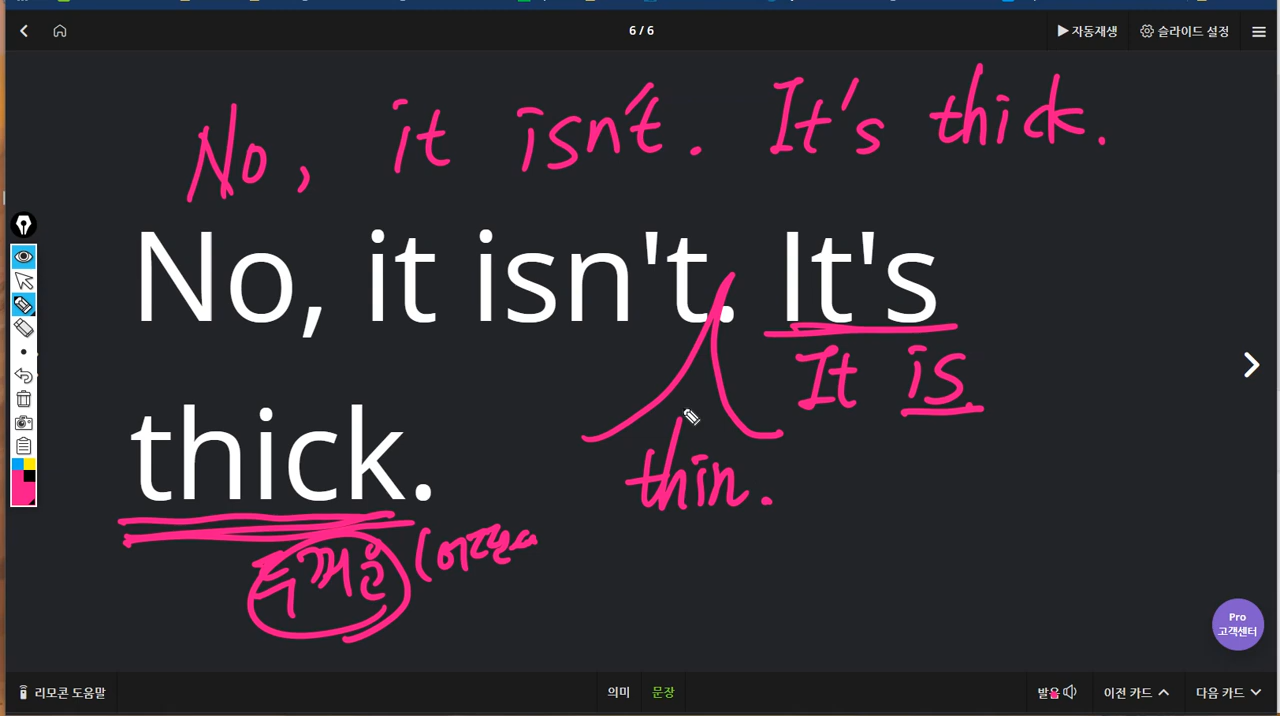 6 / 6
▶ 자동재생
슬라이드 설정
No, it isn't. It's thick.
No, it isn't. It's
It is
thick.
thin.
두꺼운
Pro
고객센터
리모콘 도움말
의미
문장
발음
이전 카드
다음 카드